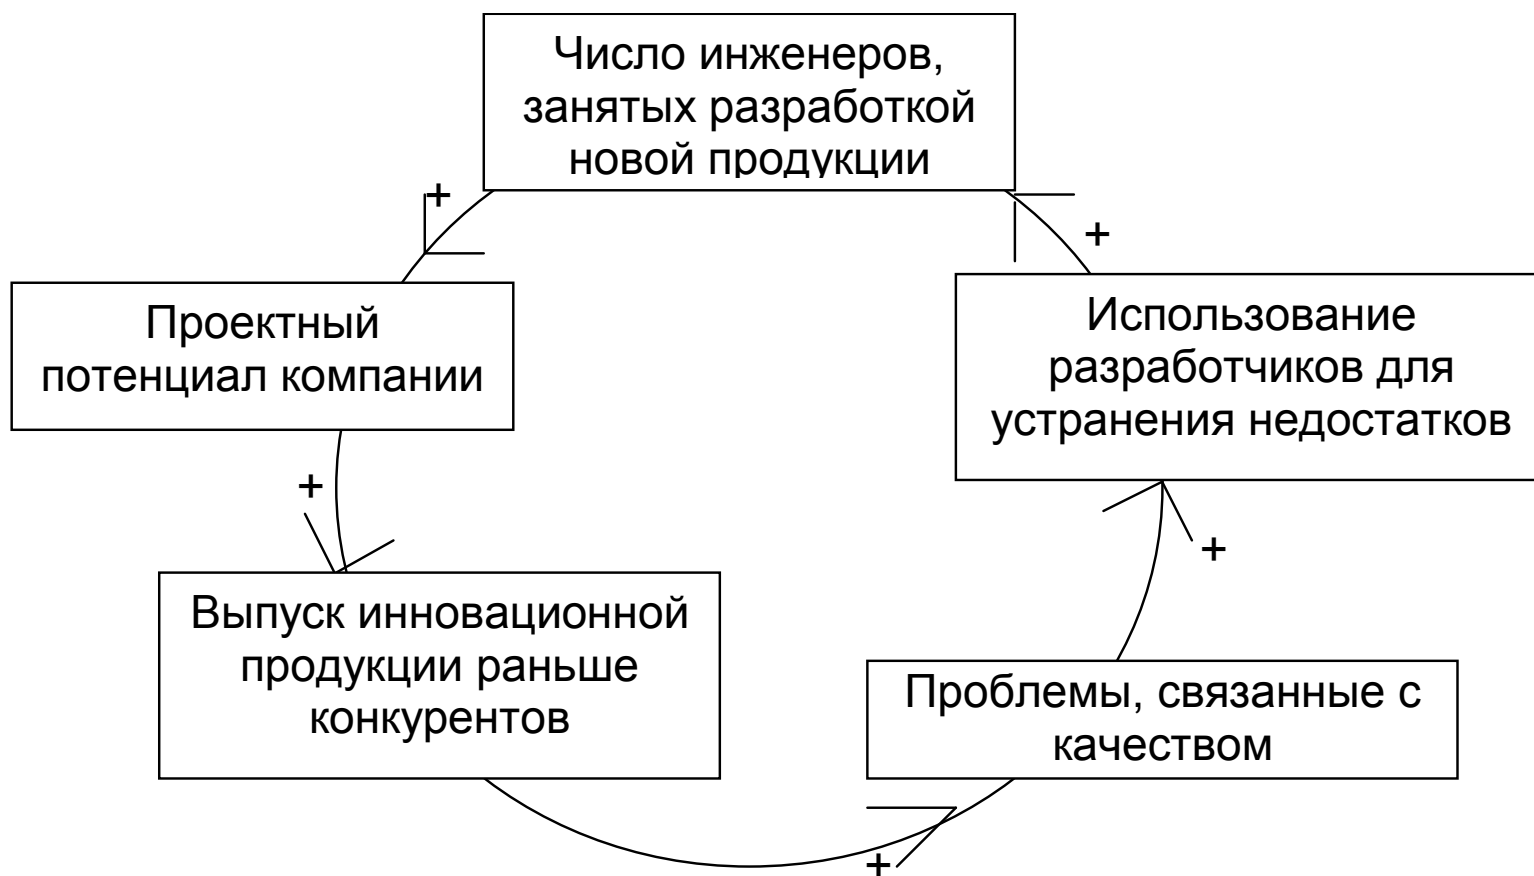 Число инженеров,
занятых разработкой
новой продукции
+
+
Проектный
потенциал компании
Использование
разработчиков для
устранения недостатков
+
+
Выпуск инновационной
продукции раньше
конкурентов
Проблемы, связанные с
качеством
+